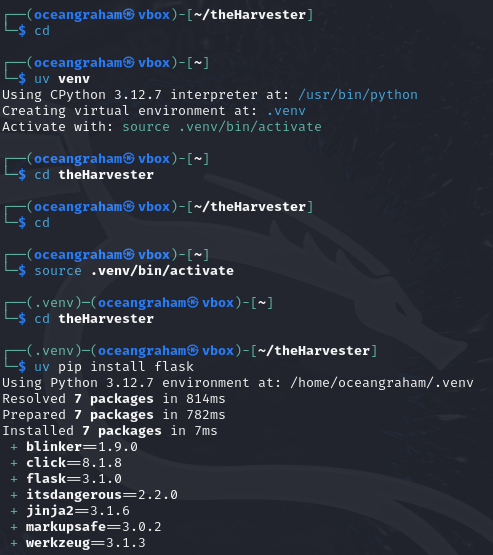 ┌──(oceangraham㉿vbox)-[~/theHarvester]
└─$ cd
┌──(oceangraham㉿vbox)-[~]
└─$ uv venv
Using CPython 3.12.7 interpreter at: /usr/bin/python
Creating virtual environment at: .venv
Activate with: source .venv/bin/activate
┌──(oceangraham㉿vbox)-[~]
└─$ cd theHarvester
┌──(oceangraham㉿vbox)-[~/theHarvester]
└─$ cd
┌──(oceangraham㉿vbox)-[~]
└─$ source .venv/bin/activate
┌──(.venv)─(oceangraham㉿vbox)-[~]
└─$ cd theHarvester
┌──(.venv)─(oceangraham㉿vbox)-[~/theHarvester]
└─$ uv pip install flask
Using Python 3.12.7 environment at: /home/oceangraham/.venv
Resolved 7 packages in 814ms
Prepared 7 packages in 782ms
Installed 7 packages in 7ms
+ blinker==1.9.0
+ click==8.1.8
+ flask==3.1.0
+ itsdangerous==2.2.0
+ jinja2==3.1.6
+ markupsafe==3.0.2
+ werkzeug==3.1.3